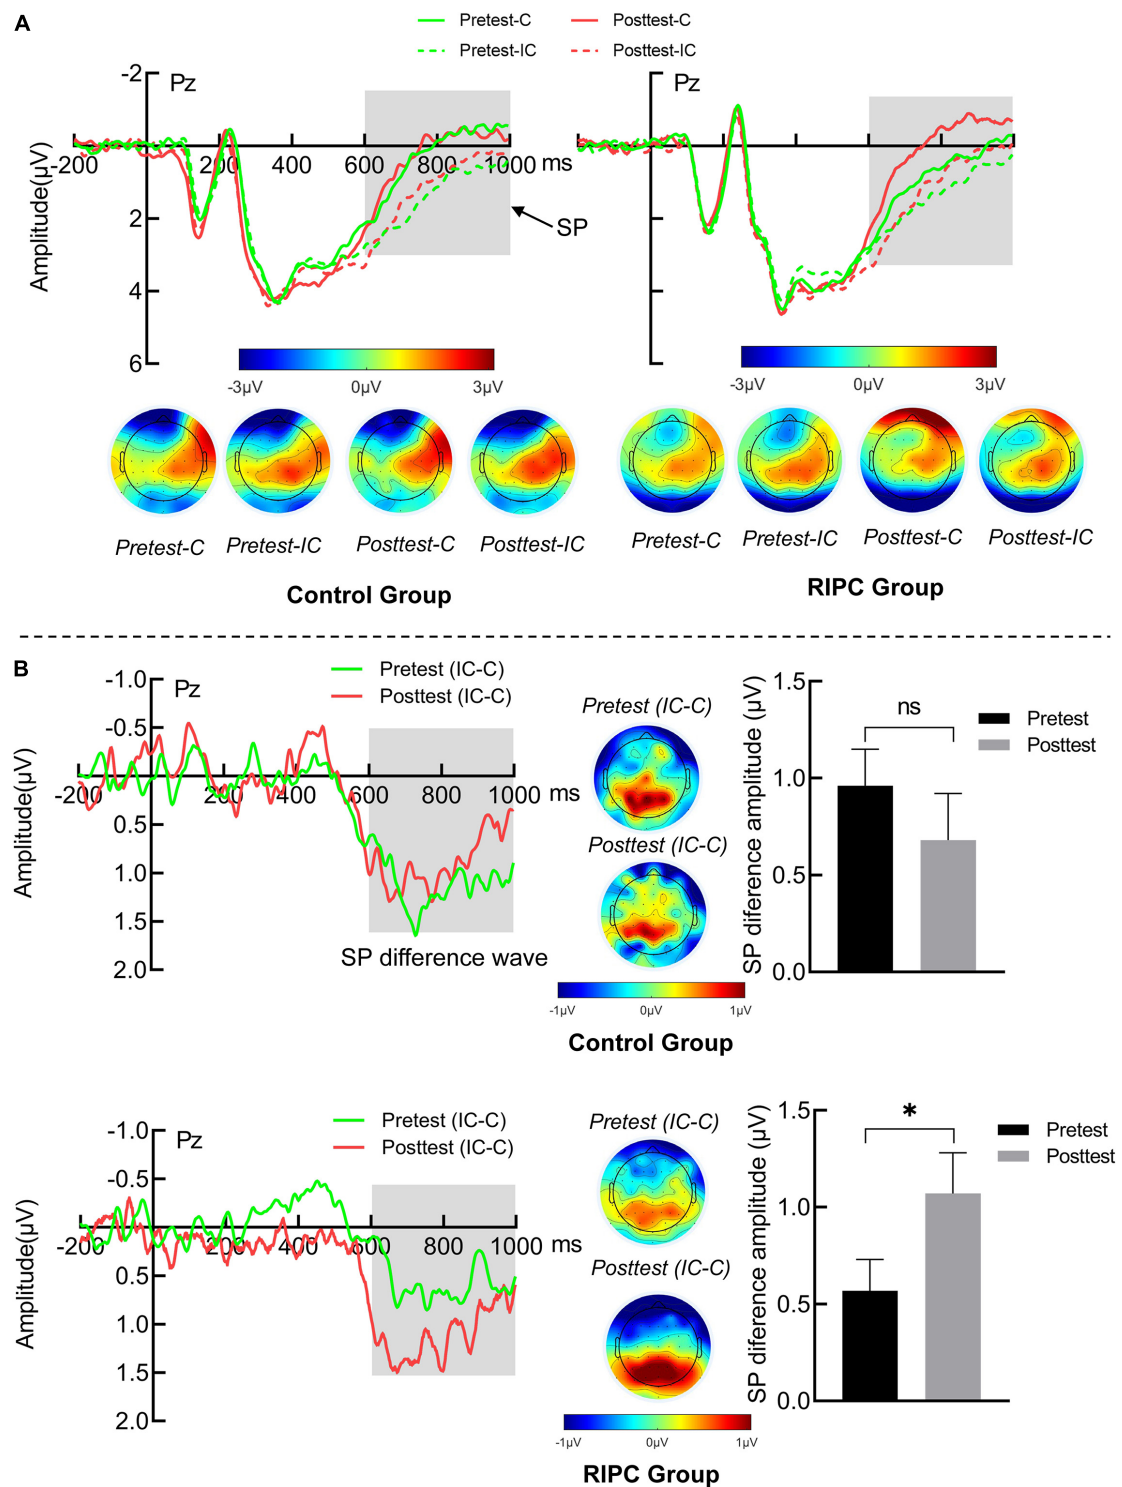 A
Pretest-C
Posttest-C
Pretest-IC
Posttest-IC
-2
Pz
Pz
-200
200
400
600
800
1000 ms
Amplitude(μV)
2
SP
4
6
-3μV
0μV
3μV
-3μV
0μV
3μV
Pretest-C
Pretest-IC
Posttest-C
Posttest-IC
Pretest-C
Pretest-IC
Posttest-C
Posttest-IC
Control Group
RIPC Group
B
Pretest (IC-C)
Posttest (IC-C)
-1.0
Pz
-0.5
-200
200
400
600
800
1000 ms
Amplitude(μV)
0.5
1.0
1.5
2.0
SP difference wave
Pretest (IC-C)
Posttest (IC-C)
-1μV
0μV
1μV
Control Group
SP diference amplitude (μV)
1.5
1.0
0.5
0.0
ns
Pretest
Posttest
Pretest (IC-C)
Posttest (IC-C)
-1.0
Pz
-0.5
-200
200
400
600
800
1000 ms
Amplitude(μV)
0.5
1.0
1.5
2.0
Pretest (IC-C)
Posttest (IC-C)
-1μV
0μV
1μV
RIPC Group
SP diference amplitude (μV)
1.5
1.0
0.5
0.0
*
Pretest
Posttest